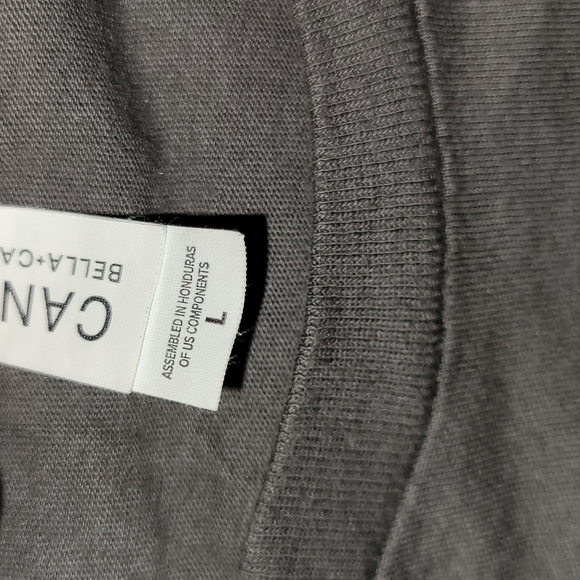 CAN
BELLA+CA
ASSEMBLED IN HONDURAS
OF US COMPONENTS
L